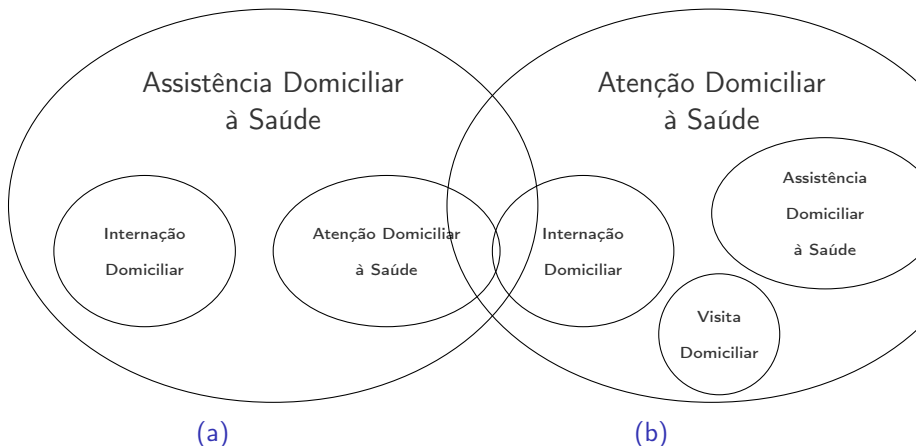 Assistência Domiciliar
à Saúde
Internação
Domiciliar
Atenção Domiciliar
à Saúde
(a)
Atenção Domiciliar
à Saúde
Internação
Domiciliar
Assistência
Domiciliar
à Saúde
Visita
Domiciliar
(b)